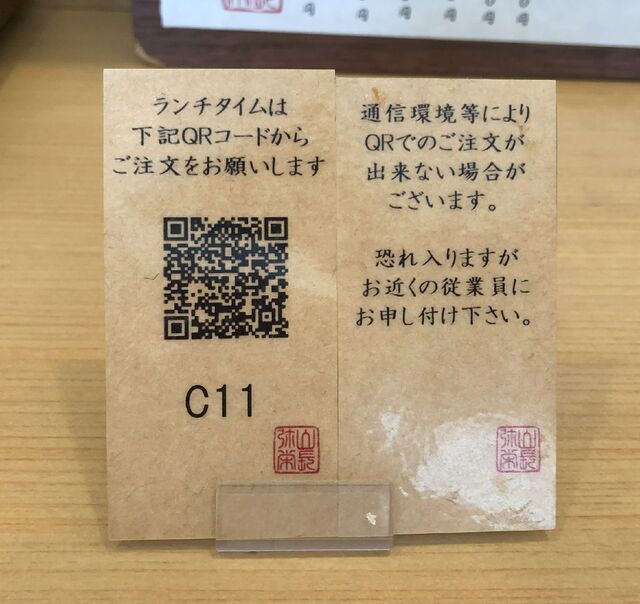 ランチタイムは
下記QRコードから
ご注文をお願いします
C11
通信環境等により
QRでのご注文が
出来ない場合が
ございます。
恐れ入りますが
お近くの従業員に
お申し付け下さい。